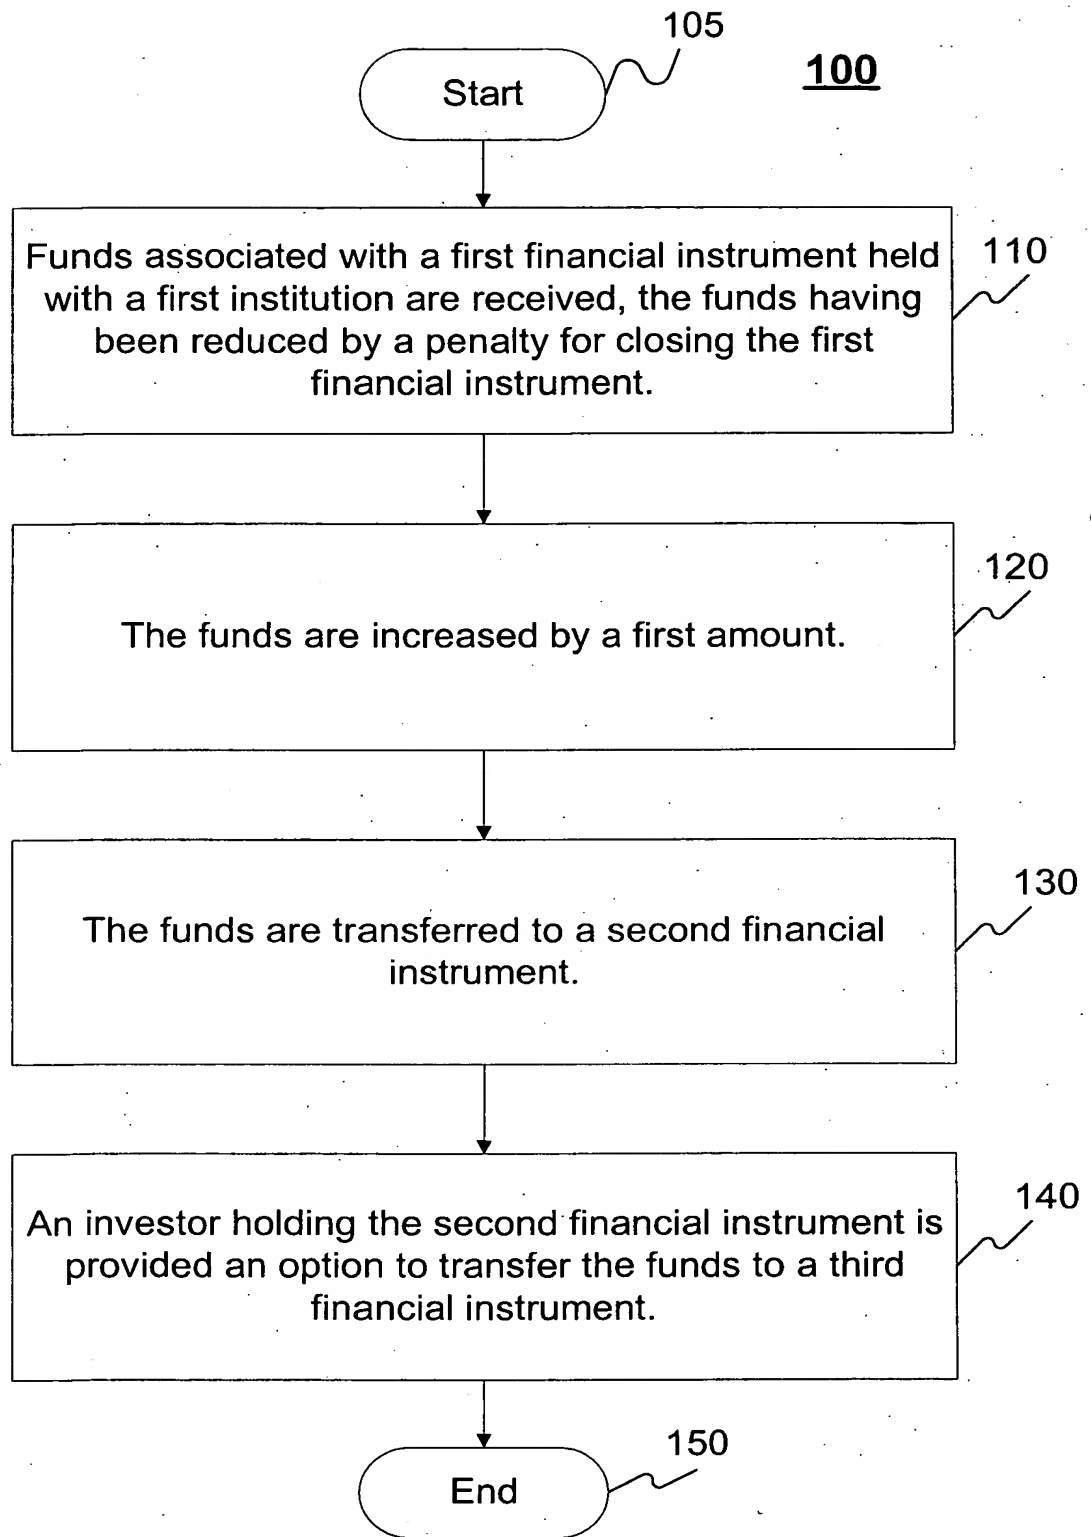 105
100
Start
Funds associated with a first financial instrument held
with a first institution are received, the funds having
been reduced by a penalty for closing the first
financial instrument.
110
The funds are increased by a first amount.
120
The funds are transferred to a second financial
instrument.
130
An investor holding the second financial instrument is
provided an option to transfer the funds to a third
financial instrument.
140
End
150